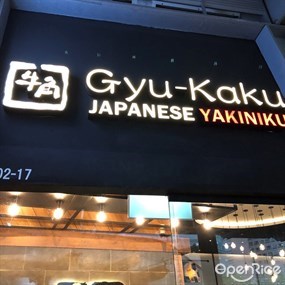 牛角 Gyu-Kaku
JAPANESE YAKINIKU
02-17
OpenRice